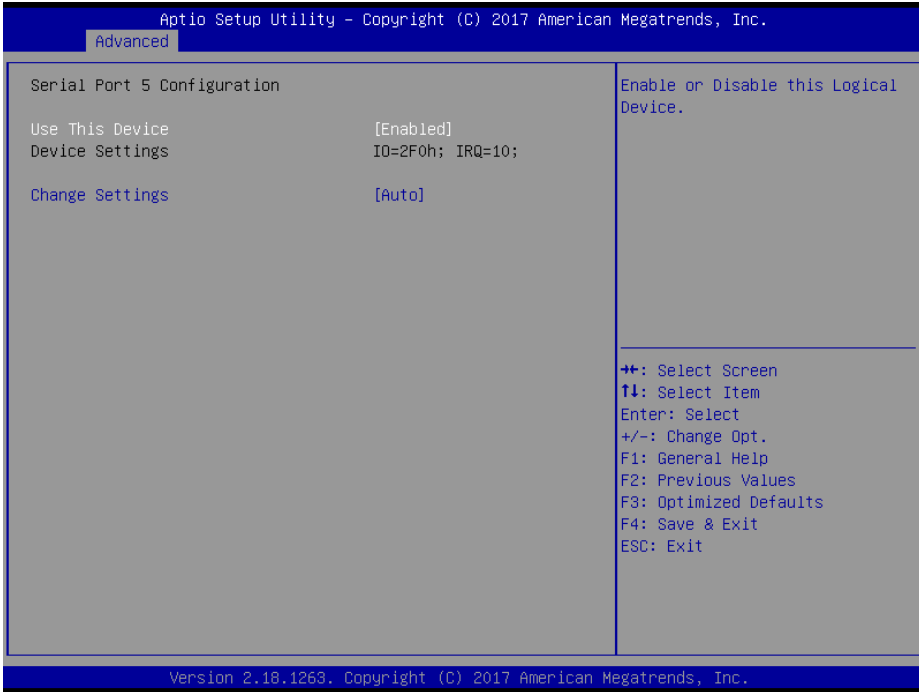 Aptio Setup Utility – Copyright (C) 2017 American Megatrends, Inc.
Advanced
Serial Port 5 Configuration
Use This Device [Enabled]
Device Settings IO=2F0h; IRQ=10;
Change Settings [Auto]
Enable or Disable this Logical
Device.
→←: Select Screen
↑↓: Select Item
Enter: Select
+/-: Change Opt.
F1: General Help
F2: Previous Values
F3: Optimized Defaults
F4: Save & Exit
ESC: Exit
Version 2.18.1263. Copyright (C) 2017 American Megatrends, Inc.